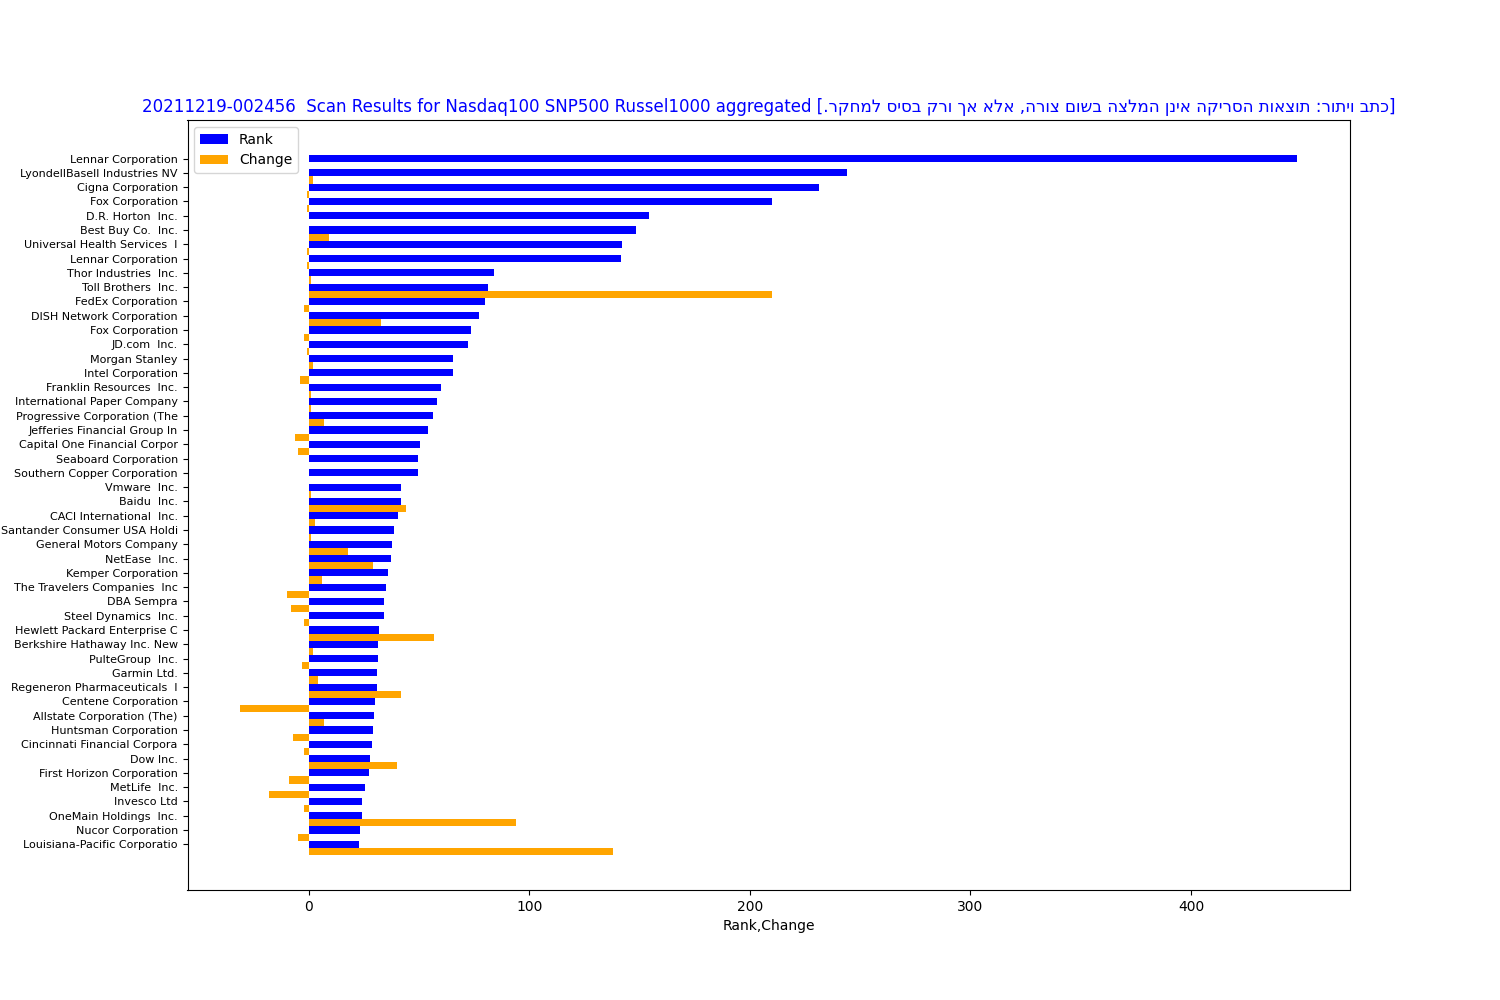 20211219-002456  Scan Results for Nasdaq100 SNP500 Russel1000 aggregated [כתב ויתור: תוצאות הסריקה אינן המלצה בשום צורה, אלא אך ורק בסיס למחקר.]
Rank
Change
Lennar Corporation
LyondellBasell Industries NV
Cigna Corporation
Fox Corporation
D.R. Horton  Inc.
Best Buy Co.  Inc.
Universal Health Services  I
Lennar Corporation
Thor Industries  Inc.
Toll Brothers  Inc.
FedEx Corporation
DISH Network Corporation
Fox Corporation
JD.com  Inc.
Morgan Stanley
Intel Corporation
Franklin Resources  Inc.
International Paper Company
Progressive Corporation (The
Jefferies Financial Group In
Capital One Financial Corpor
Seaboard Corporation
Southern Copper Corporation
Vmware  Inc.
Baidu  Inc.
CACI International  Inc.
Santander Consumer USA Holdi
General Motors Company
NetEase  Inc.
Kemper Corporation
The Travelers Companies  Inc
DBA Sempra
Steel Dynamics  Inc.
Hewlett Packard Enterprise C
Berkshire Hathaway Inc. New
PulteGroup  Inc.
Garmin Ltd.
Regeneron Pharmaceuticals  I
Centene Corporation
Allstate Corporation (The)
Huntsman Corporation
Cincinnati Financial Corpora
Dow Inc.
First Horizon Corporation
MetLife  Inc.
Invesco Ltd
OneMain Holdings  Inc.
Nucor Corporation
Louisiana-Pacific Corporatio
0 100 200 300 400
Rank,Change